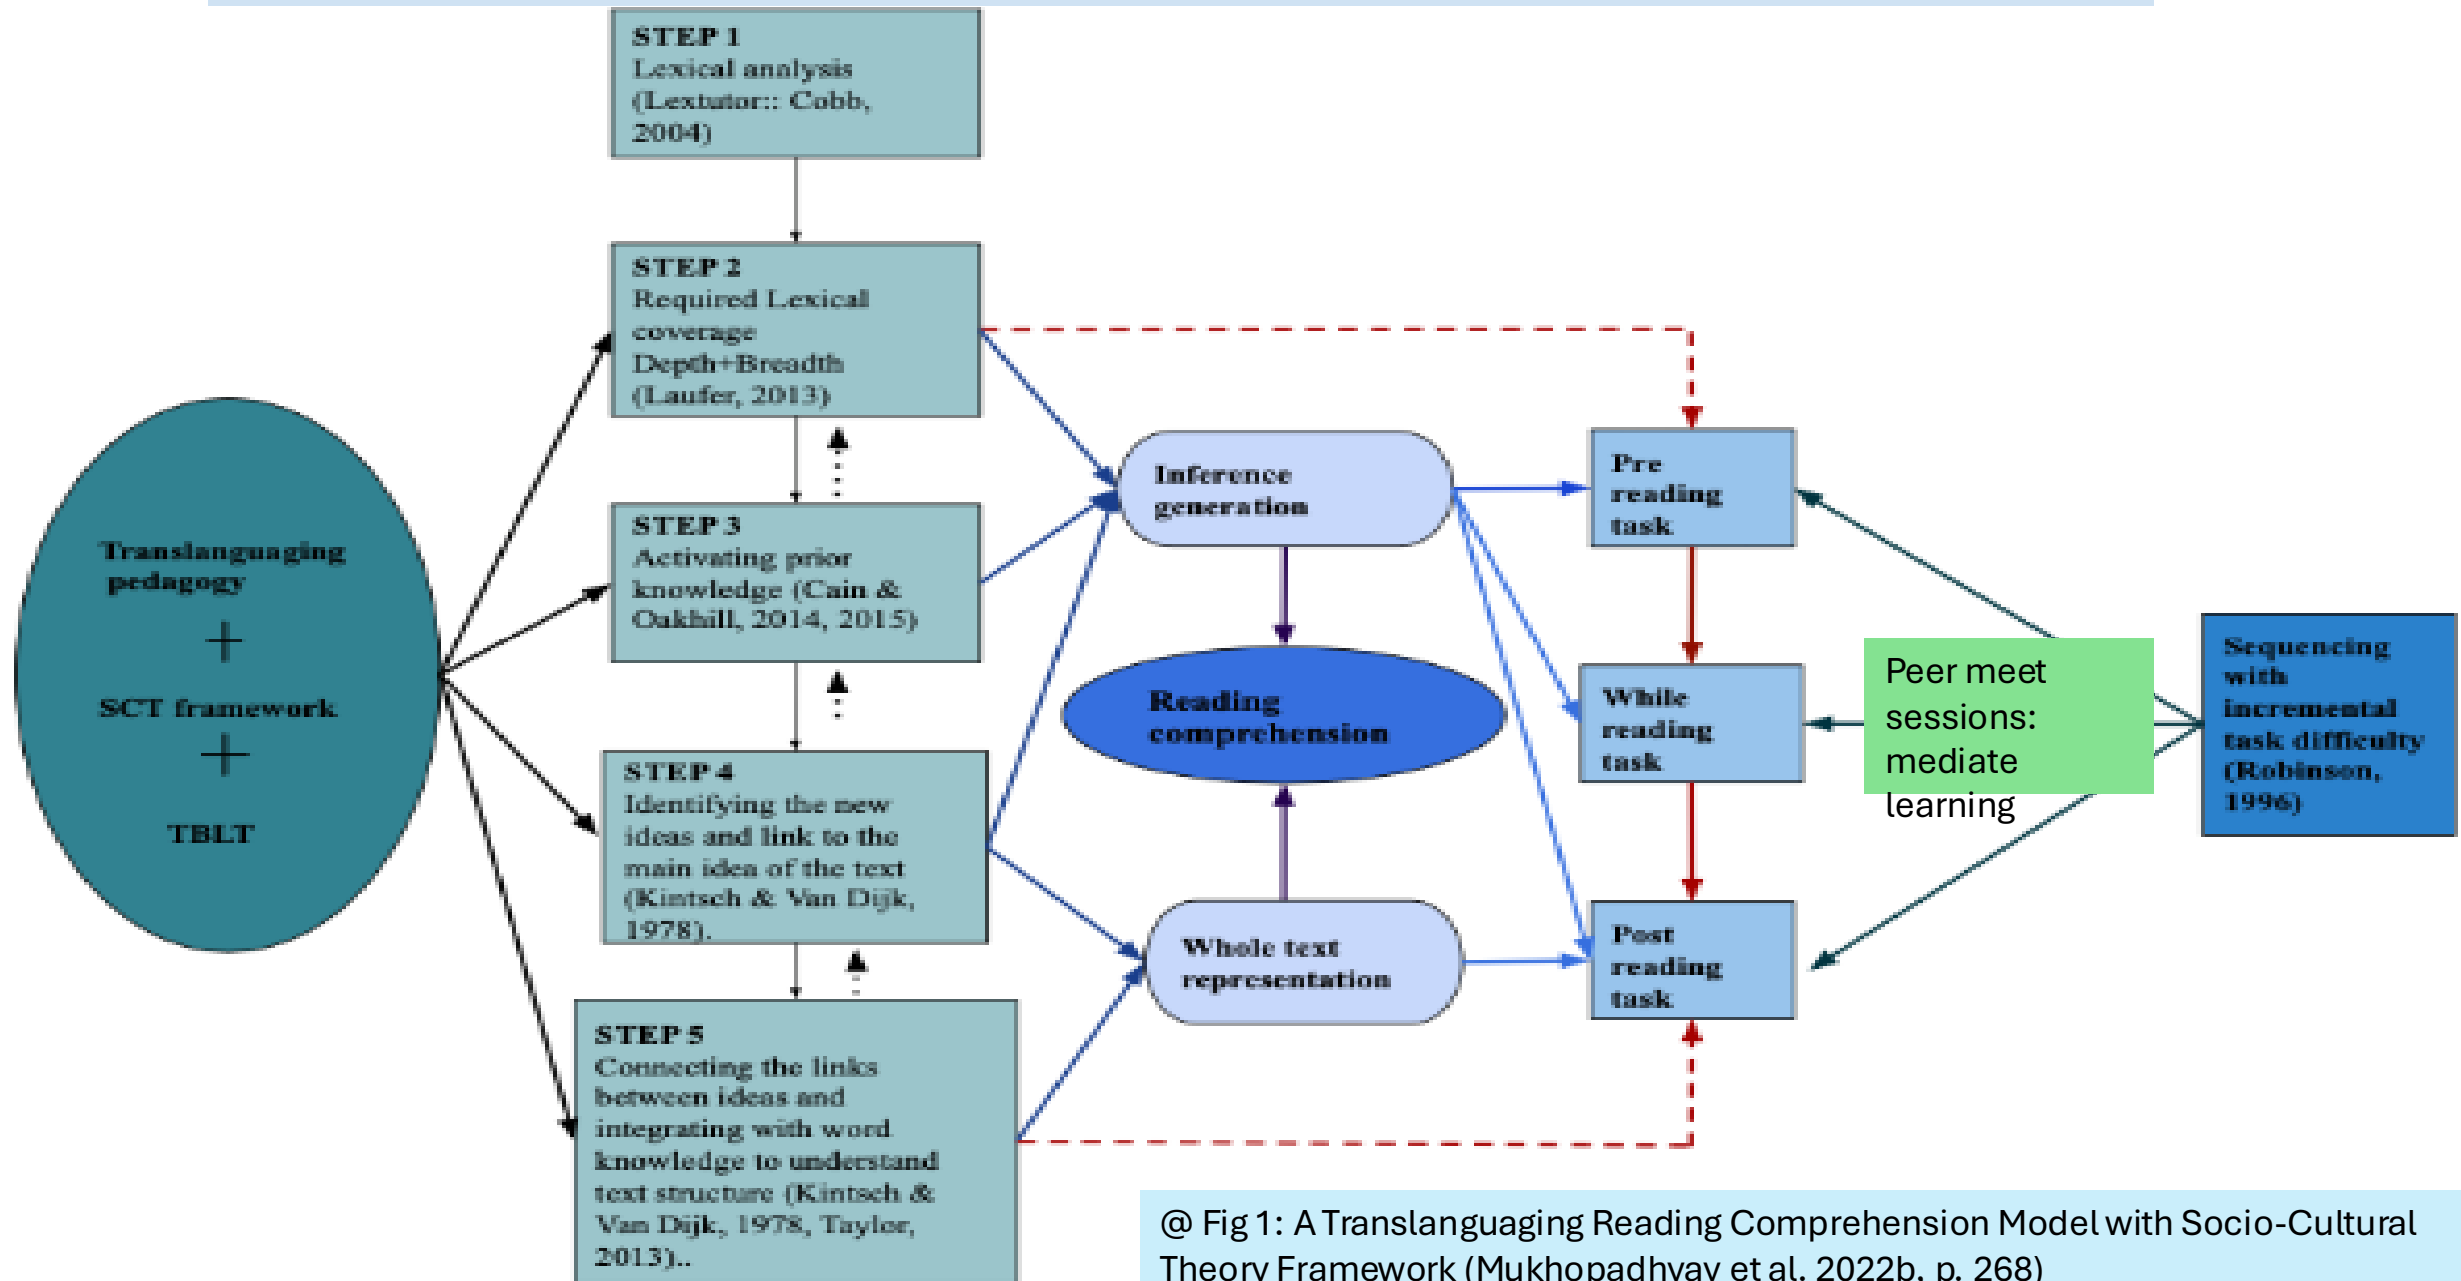 STEP 1
Lexical analysis
(Lextutor:: Cobb,
2004)
STEP 2
Required Lexical
coverage
Depth+Breadth
(Laufer, 2013)
STEP 3
Activating prior
knowledge (Cain &
Oakhill, 2014, 2015)
STEP 4
Identifying the new
ideas and link to the
main idea of the text
(Kintsch & Van Dijk,
1978).
STEP 5
Connecting the links
between ideas and
integrating with word
knowledge to understand
text structure (Kintsch &
Van Dijk, 1978, Taylor,
2013)..
Translanguaging
pedagogy
+
SCT framework
+
TBLT
Inference
generation
Reading
comprehension
Whole text
representation
Pre
reading
task
While
reading
task
Post
reading
task
Peer meet
sessions:
mediate
learning
Sequencing
with
incremental
task difficulty
(Robinson,
1996)
@ Fig 1: A Translanguaging Reading Comprehension Model with Socio-Cultural
Theory Framework (Mukhopadhyay et al. 2022b, p. 268)